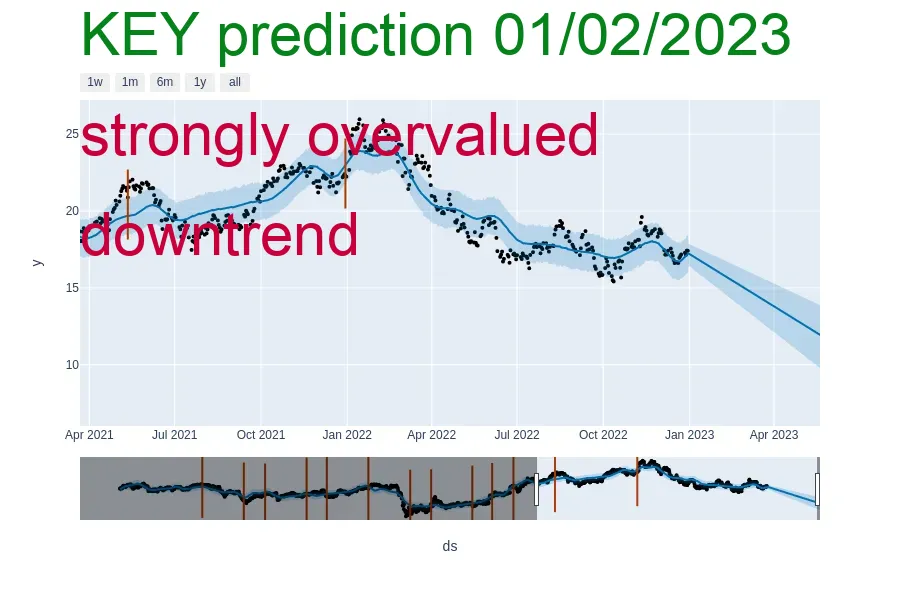 KEY prediction 01/02/2023
1w 1m 6m 1y all
strongly overvalued
downtrend
25
20
15
10
y
Apr 2021 Jul 2021 Oct 2021 Jan 2022 Apr 2022 Jul 2022 Oct 2022 Jan 2023 Apr 2023
ds